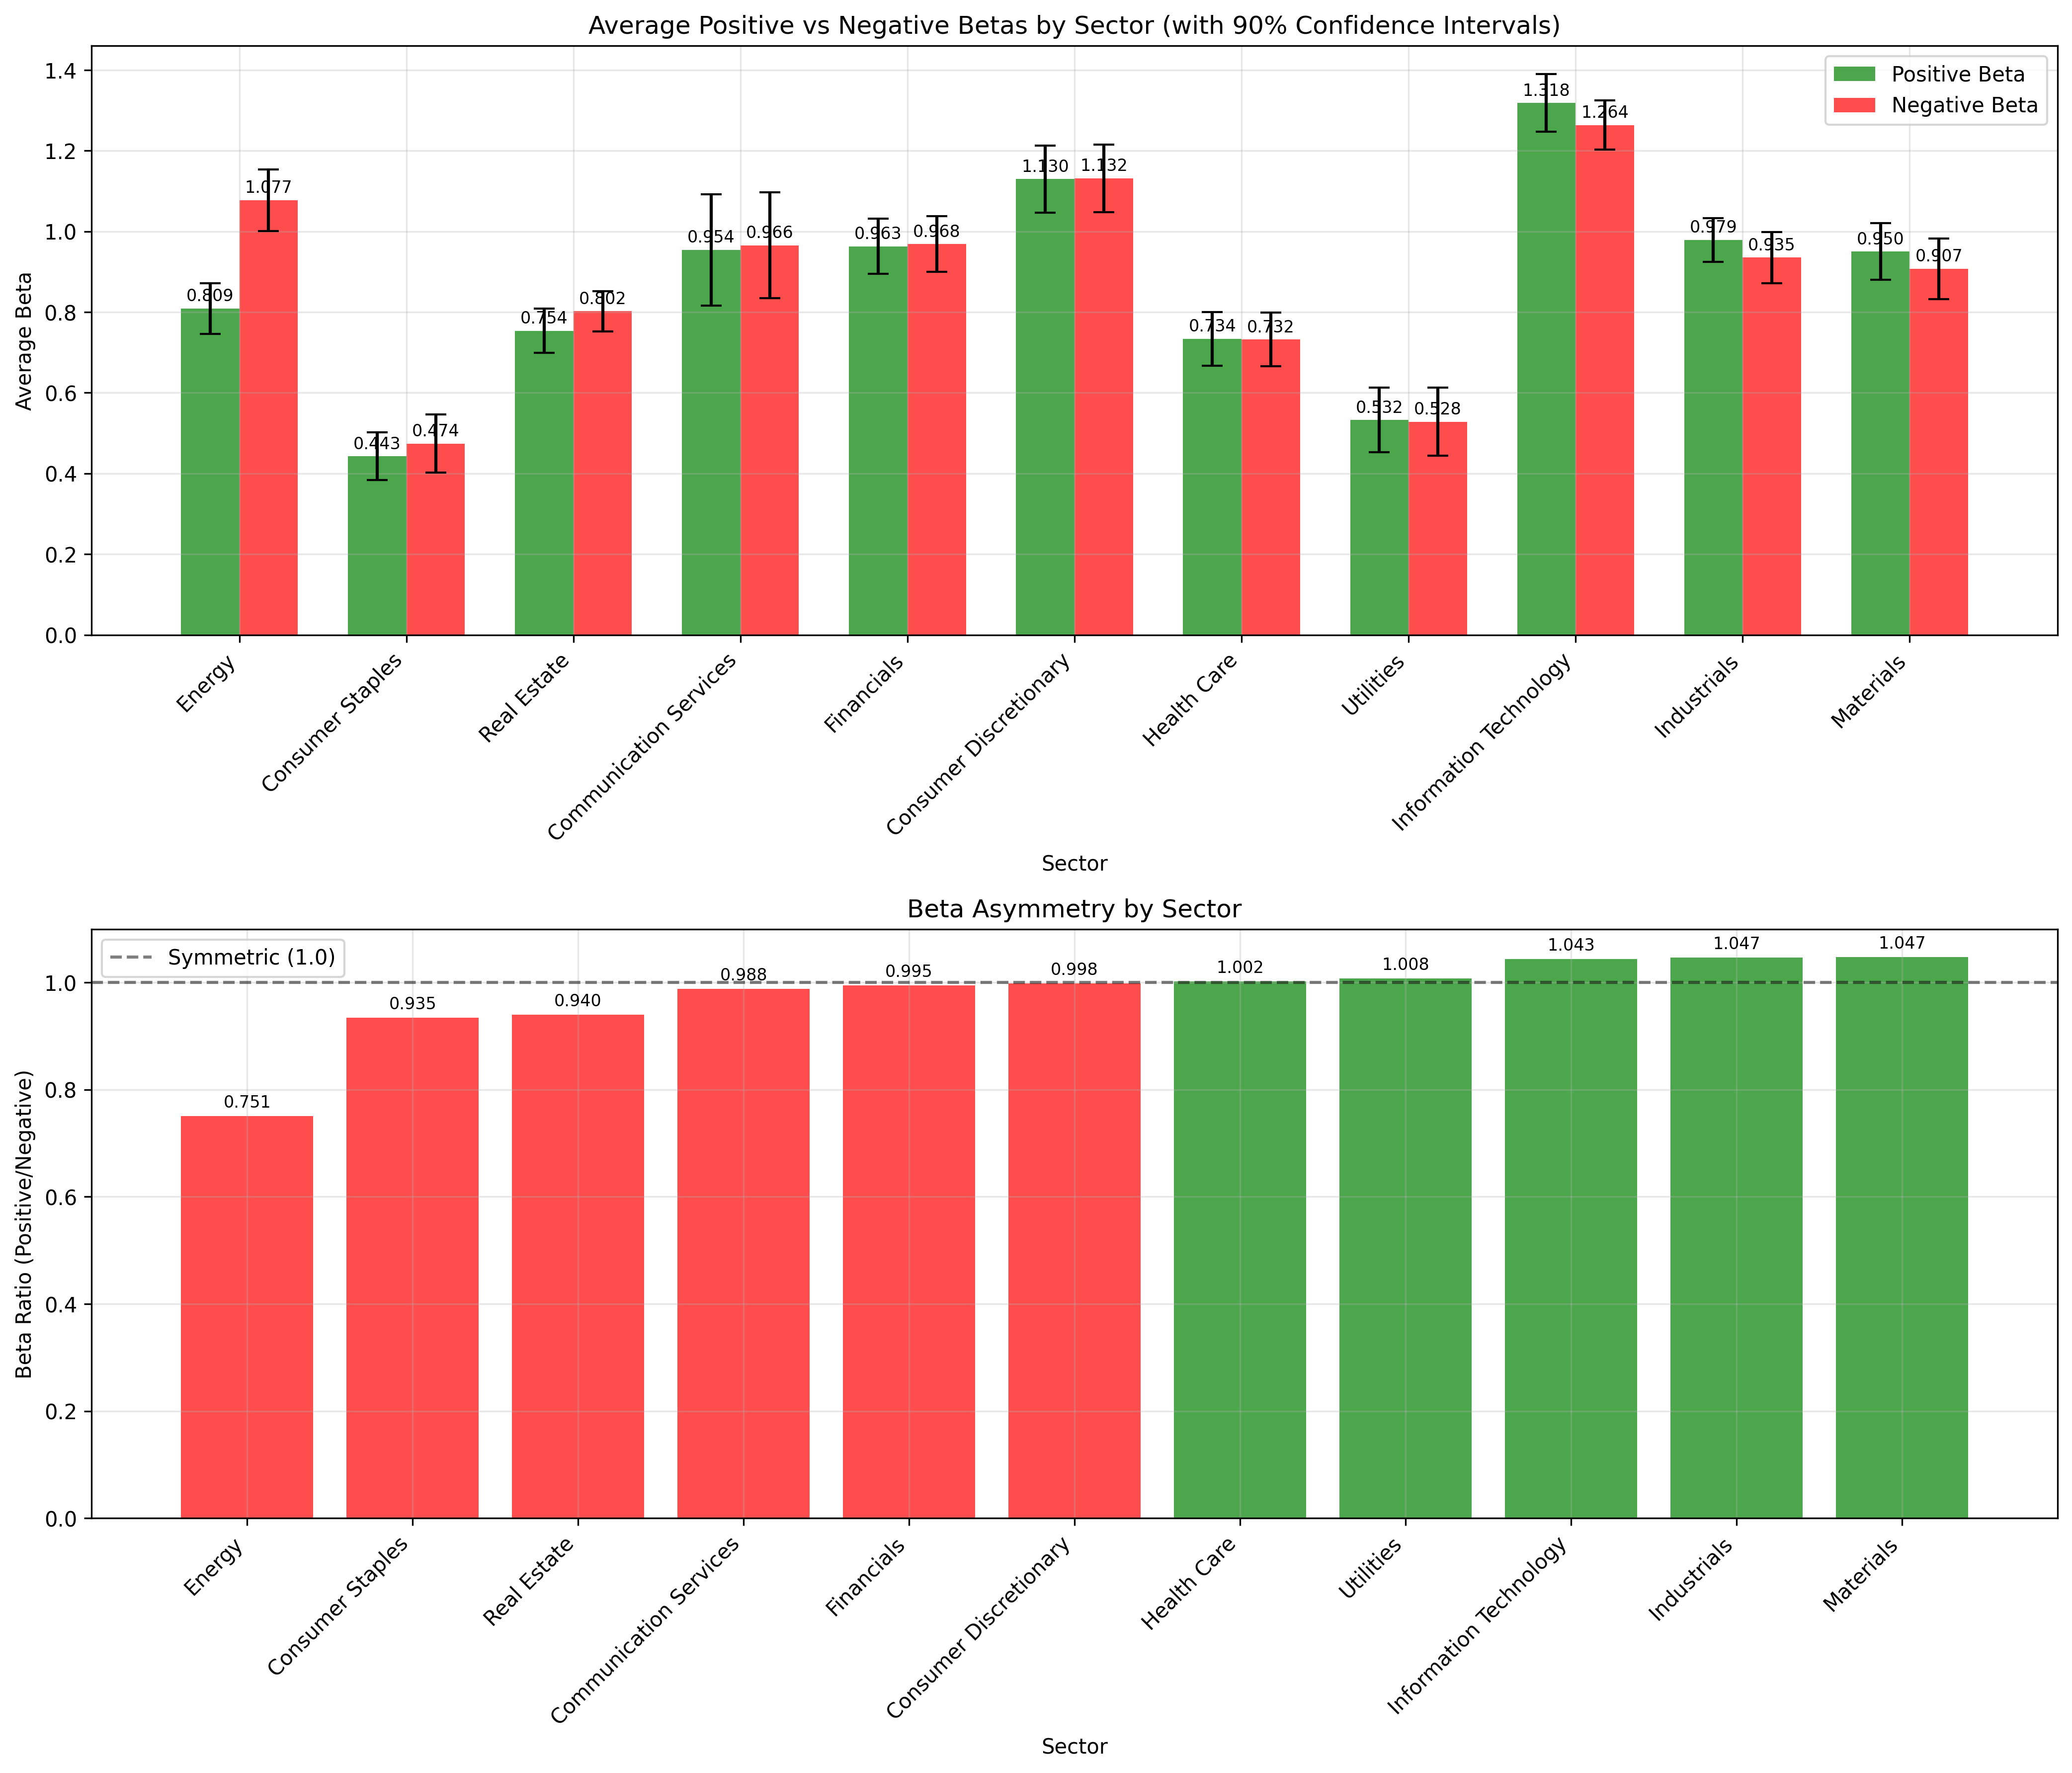 Average Positive vs Negative Betas by Sector (with 90% Confidence Intervals)
Average Beta
1.4
1.2
1.0
0.8
0.6
0.4
0.2
0.0
Positive Beta
Negative Beta
0.809
1.077
0.443
0.474
0.754
0.802
0.954
0.966
0.963
0.968
1.130
1.132
0.734
0.732
0.532
0.528
1.318
1.264
0.979
0.935
0.950
0.907
Energy
Consumer Staples
Real Estate
Communication Services
Financials
Consumer Discretionary
Health Care
Utilities
Information Technology
Industrials
Materials
Sector
Beta Asymmetry by Sector
Beta Ratio (Positive/Negative)
1.0
0.8
0.6
0.4
0.2
0.0
Symmetric (1.0)
0.751
0.935
0.940
0.988
0.995
0.998
1.002
1.008
1.043
1.047
1.047
Energy
Consumer Staples
Real Estate
Communication Services
Financials
Consumer Discretionary
Health Care
Utilities
Information Technology
Industrials
Materials
Sector